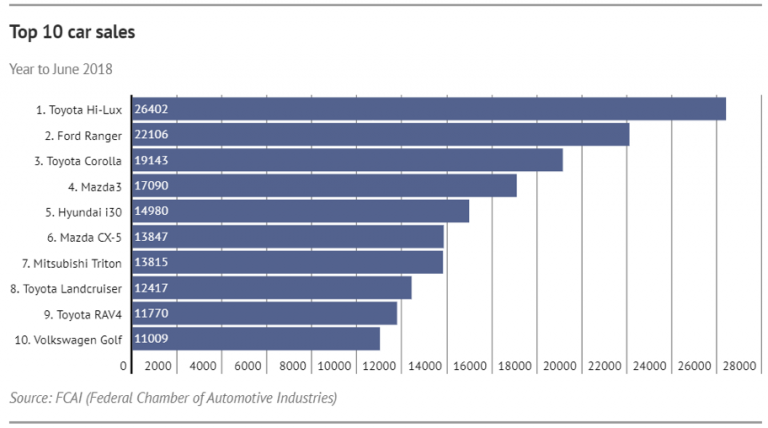 Top 10 car sales
Year to June 2018
1. Toyota Hi-Lux 26402
2. Ford Ranger 22106
3. Toyota Corolla 19143
4. Mazda3 17090
5. Hyundai i30 14980
6. Mazda CX-5 13847
7. Mitsubishi Triton 13815
8. Toyota Landcruiser 12417
9. Toyota RAV4 11770
10. Volkswagen Golf 11009
0 2000 4000 6000 8000 10000 12000 14000 16000 18000 20000 22000 24000 26000 28000
Source: FCAI (Federal Chamber of Automotive Industries)